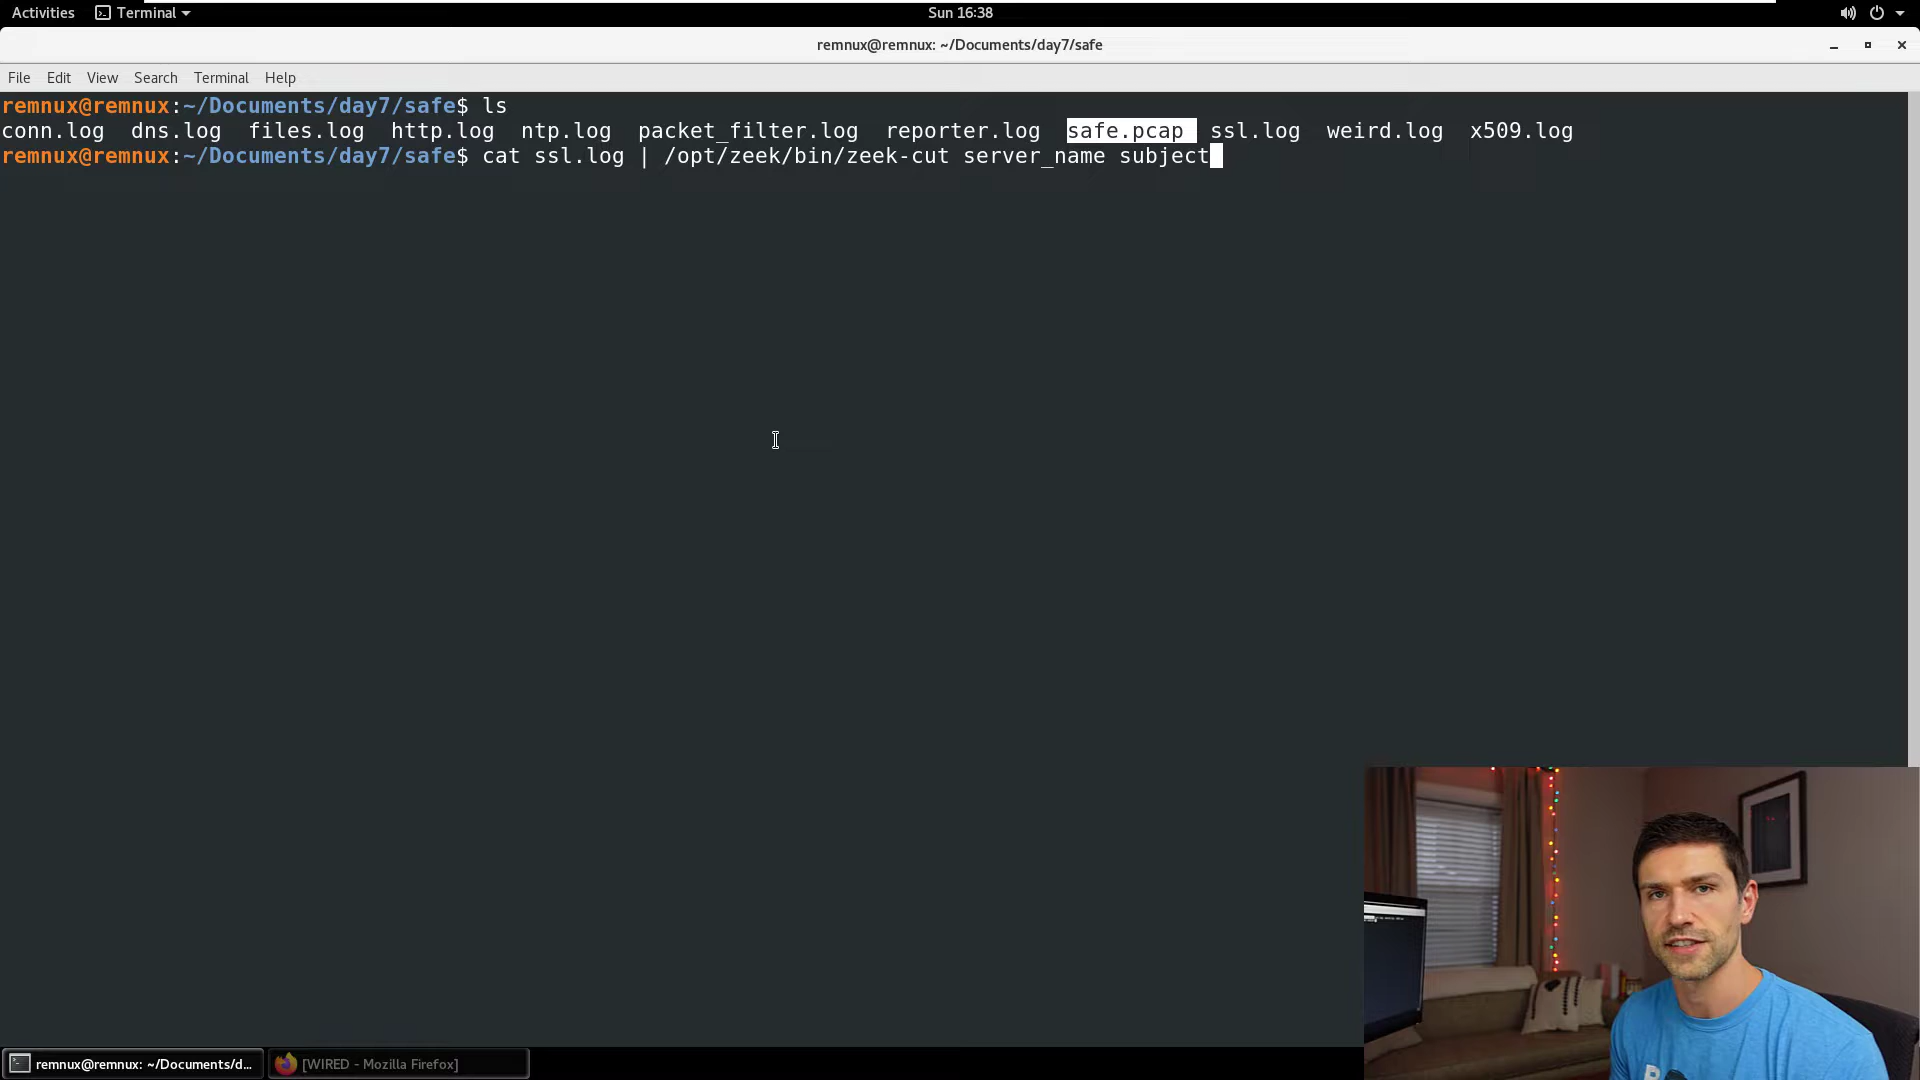 Activities Terminal Sun 16:38
remnux@remnux: ~/Documents/day7/safe
File Edit View Search Terminal Help
remnux@remnux:~/Documents/day7/safe$ ls
conn.log dns.log files.log http.log ntp.log packet_filter.log reporter.log safe.pcap ssl.log weird.log x509.log
remnux@remnux:~/Documents/day7/safe$ cat ssl.log | /opt/zeek/bin/zeek-cut server_name subject
remnux@remnux: ~/Documents/d... [WIRED - Mozilla Firefox]